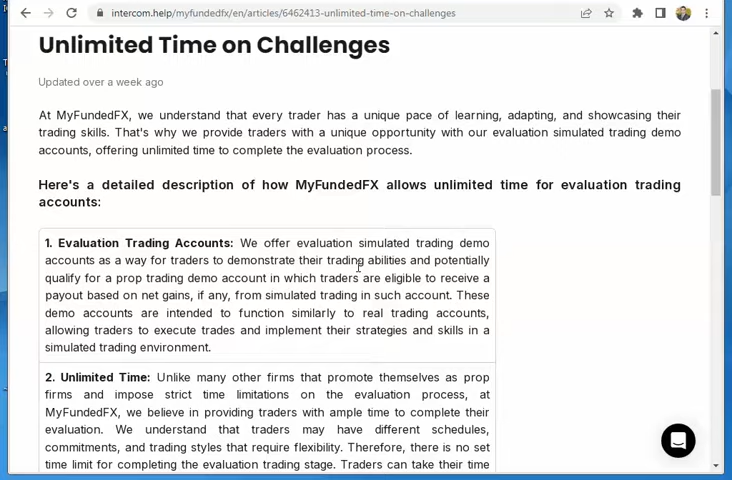 intercom.help/myfundedfx/en/articles/6462413-unlimited-time-on-challenges
Unlimited Time on Challenges
Updated over a week ago
At MyFundedFX, we understand that every trader has a unique pace of learning, adapting, and showcasing their
trading skills. That's why we provide traders with a unique opportunity with our evaluation simulated trading demo
accounts, offering unlimited time to complete the evaluation process.
Here's a detailed description of how MyFundedFX allows unlimited time for evaluation trading
accounts:
1. Evaluation Trading Accounts: We offer evaluation simulated trading demo
accounts as a way for traders to demonstrate their trading abilities and potentially
qualify for a prop trading demo account in which traders are eligible to receive a
payout based on net gains, if any, from simulated trading in such account. These
demo accounts are intended to function similarly to real trading accounts,
allowing traders to execute trades and implement their strategies and skills in a
simulated trading environment.
2. Unlimited Time: Unlike many other firms that promote themselves as prop
firms and impose strict time limitations on the evaluation process, at
MyFundedFX, we believe in providing traders with ample time to complete their
evaluation. We understand that traders may have different schedules,
commitments, and trading styles that require flexibility. Therefore, there is no set
time limit for completing the evaluation trading stage. Traders can take their time